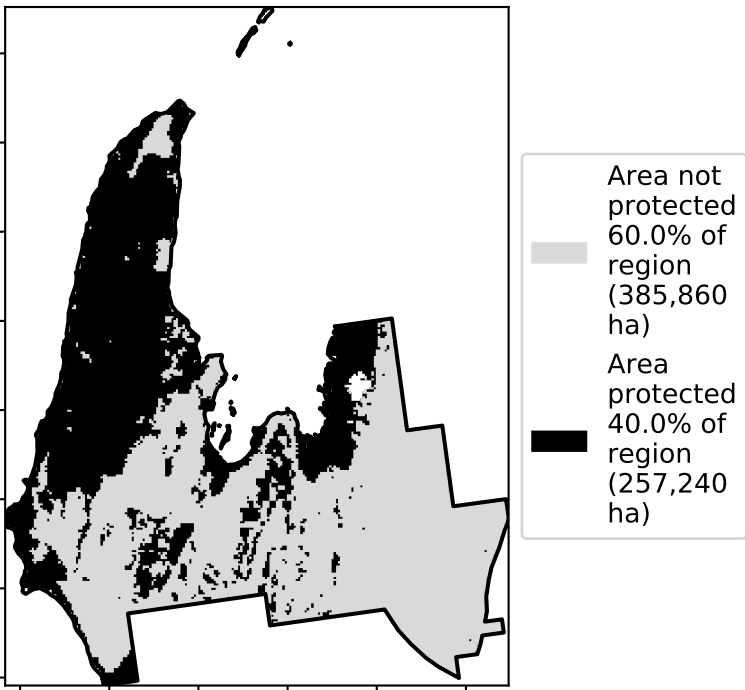 Area not
protected
60.0% of
region
(385,860
ha)
Area
protected
40.0% of
region
(257,240
ha)